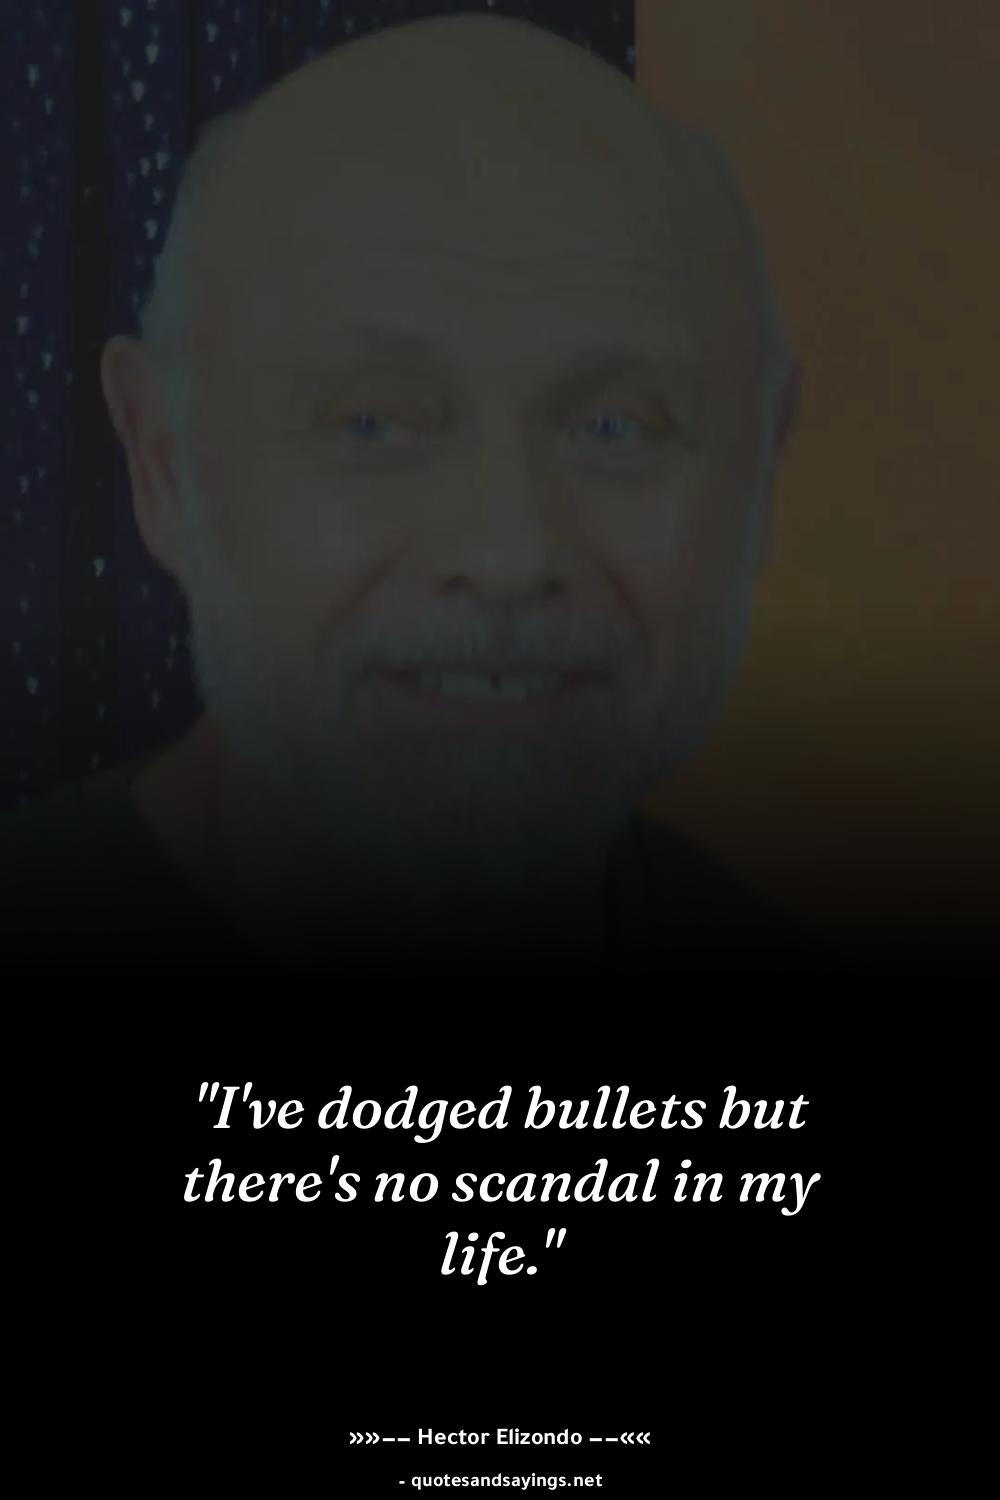 "I've dodged bullets but
there's no scandal in my
life."
»»—— Hector Elizondo ——««
- quotesandsayings.net